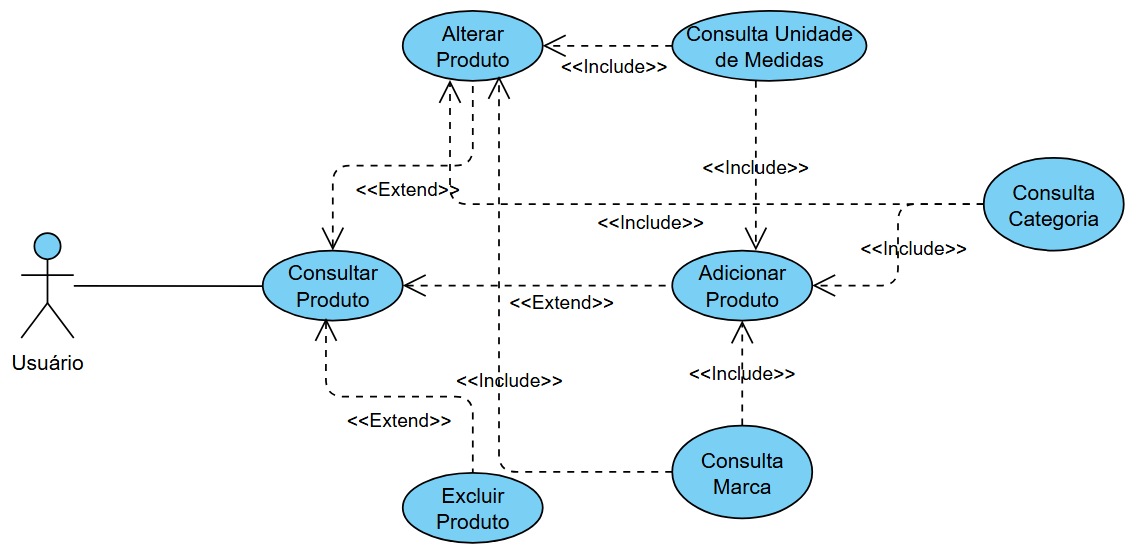 Alterar
Produto
Consulta Unidade
de Medidas
<<Include>>
<<Include>>
<<Extend>>
Consulta
Categoria
<<Include>>
<<Include>>
Consultar
Produto
Adicionar
Produto
<<Extend>>
Usuário
<<Include>>
<<Include>>
<<Extend>>
Consulta
Marca
Excluir
Produto